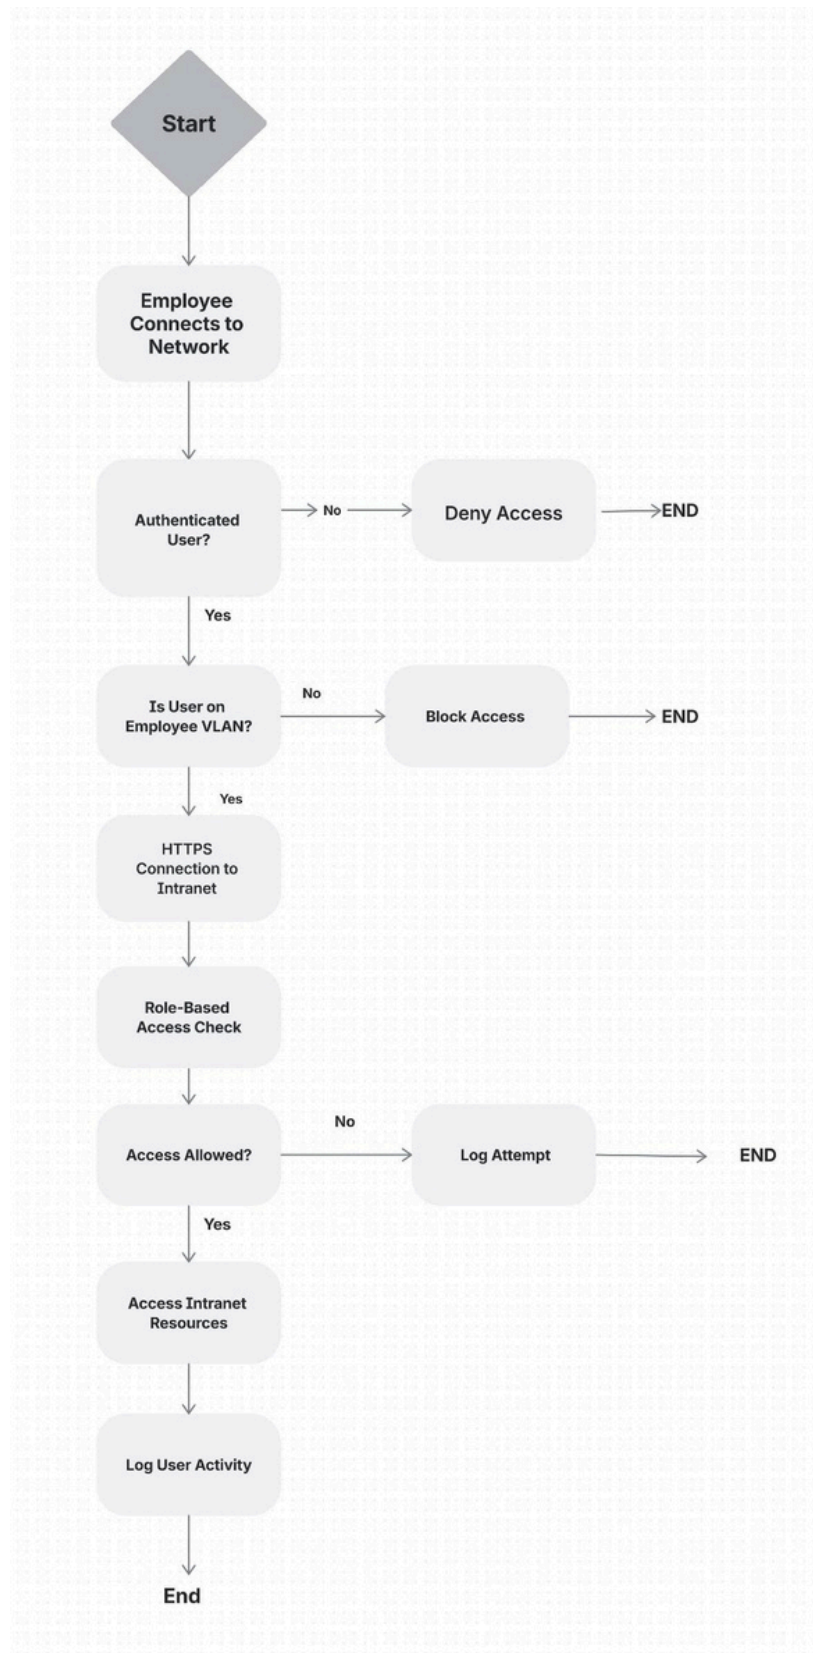 Start
Employee
Connects to
Network
Authenticated
User?
No
Deny Access
END
Yes
Is User on
Employee VLAN?
No
Block Access
END
Yes
HTTPS
Connection to
Intranet
Role-Based
Access Check
Access Allowed?
No
Log Attempt
END
Yes
Access Intranet
Resources
Log User Activity
End